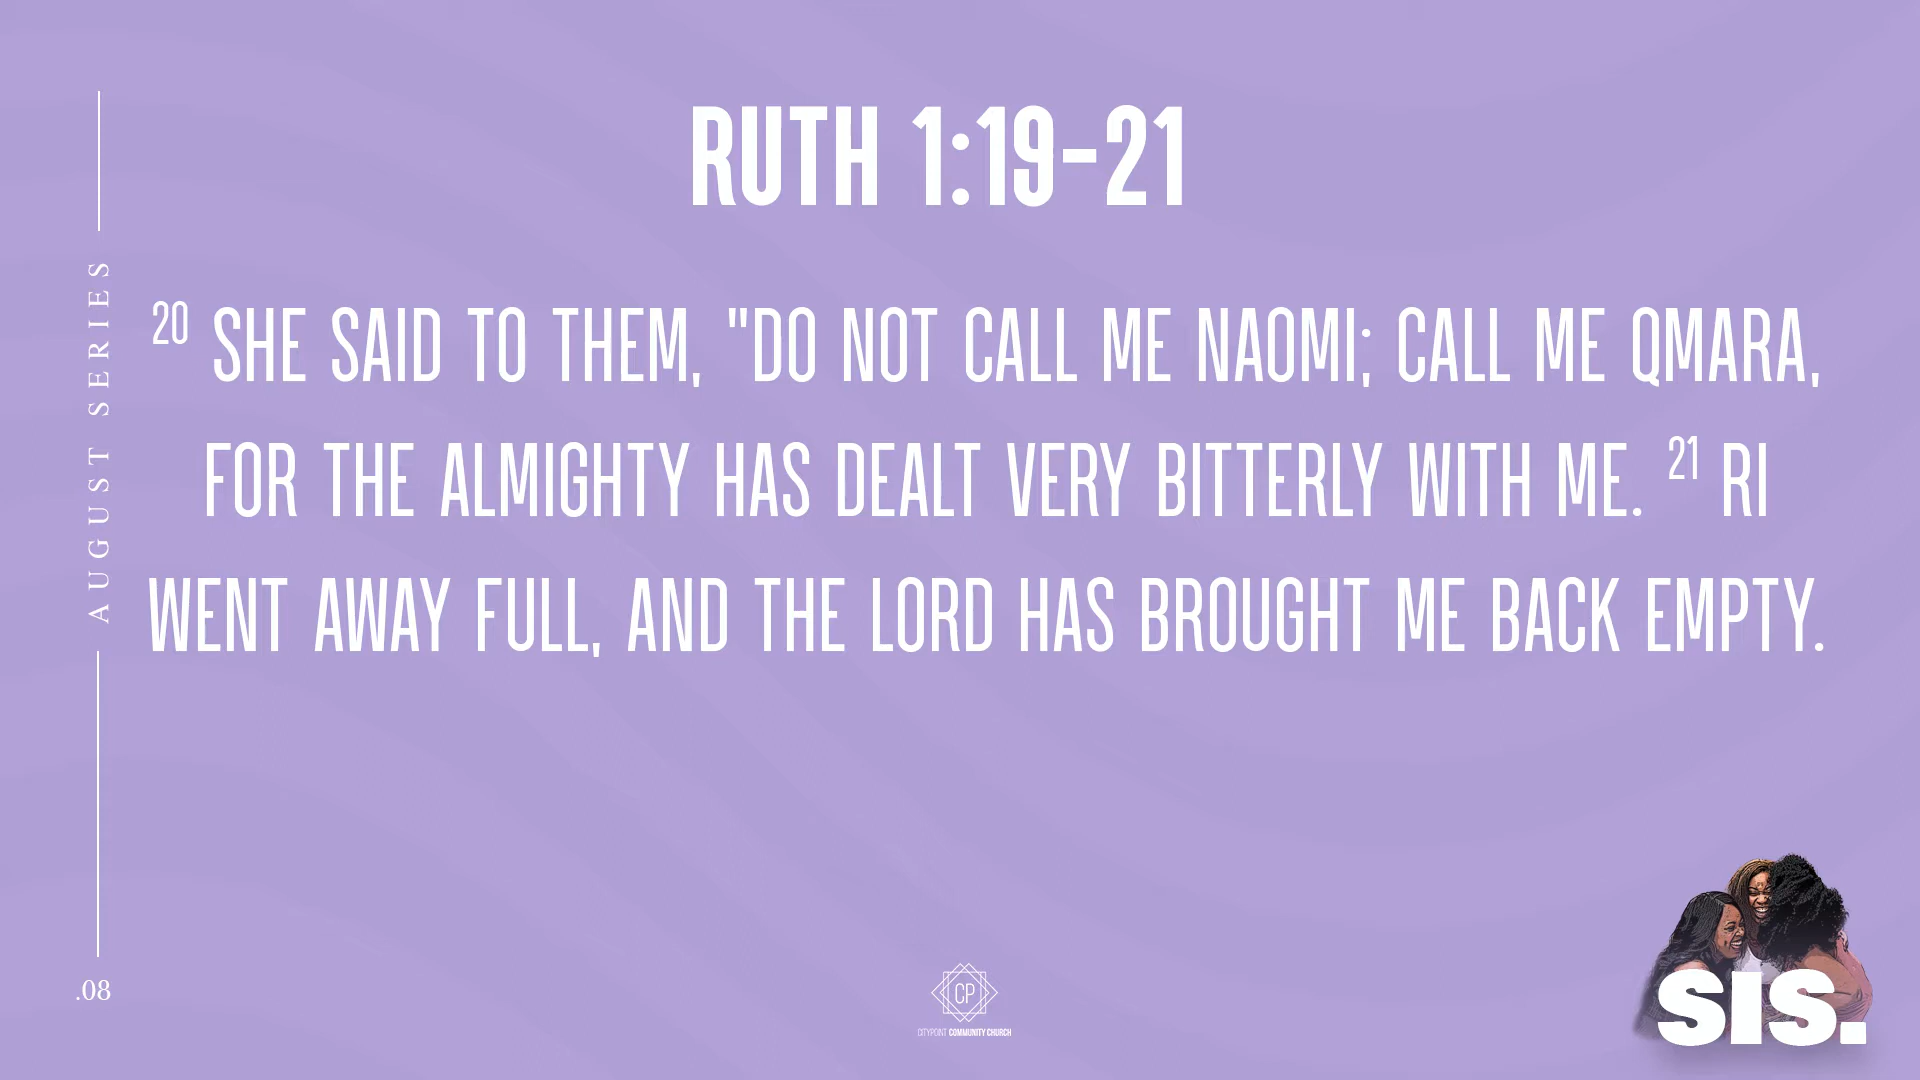 RUTH 1:19-21
20 SHE SAID TO THEM, "DO NOT CALL ME NAOMI; CALL ME QMARA,
FOR THE ALMIGHTY HAS DEALT VERY BITTERLY WITH ME. 21 RI
WENT AWAY FULL, AND THE LORD HAS BROUGHT ME BACK EMPTY.
AUGUST SERIES
.08
CP
CITYPOINT COMMUNITY CHURCH
SIS.